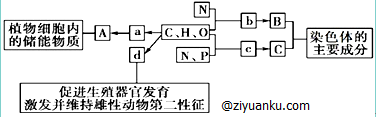 植物细胞内
的储能物质
A
a
C、H、O
N
b
B
N、P
c
C
染色体的
主要成分
d
促进生殖器官发育
激发并维持雄性动物第二性征
@ziyuanku.com